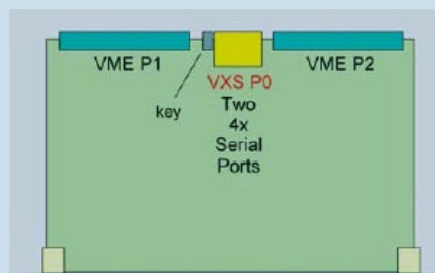 VME P1
VME P2
key
VXS P0
Two
4x
Serial
Ports